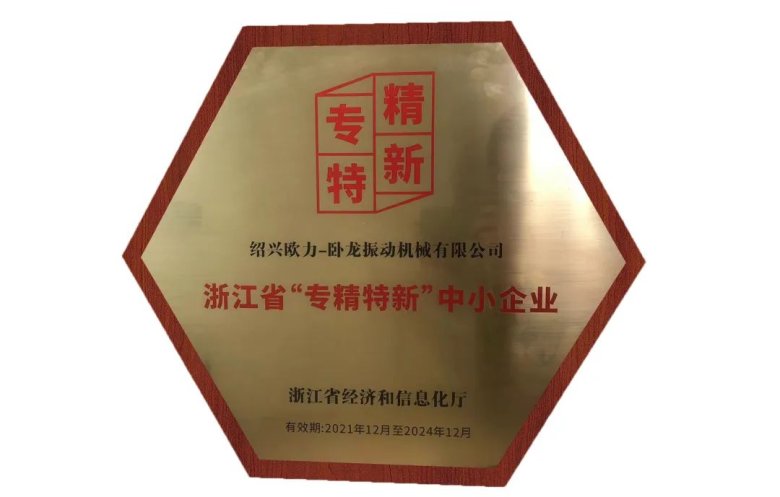 专精
特新
绍兴欧力-卧龙振动机械有限公司
浙江省“专精特新”中小企业
浙江省经济和信息化厅
有效期:2021年12月至2024年12月